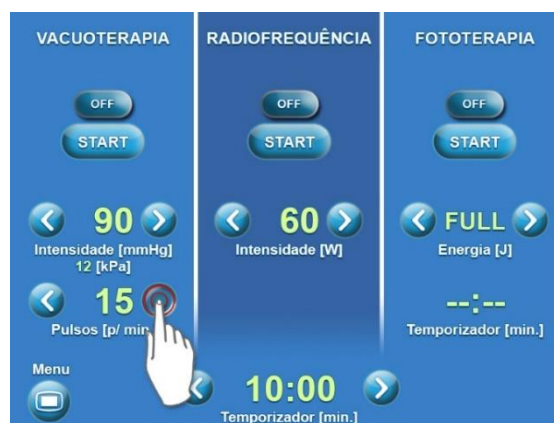 VACUOTERAPIA
OFF
START
90
Intensidade [mmHg]
12 [kPa]
15
Pulsos [p/ min
Menu
RADIOFREQUÊNCIA
OFF
START
60
Intensidade [W]
10:00
Temporizador [min.]
FOTOTERAPIA
OFF
START
FULL
Energia [J]
--:--
Temporizador [min.]